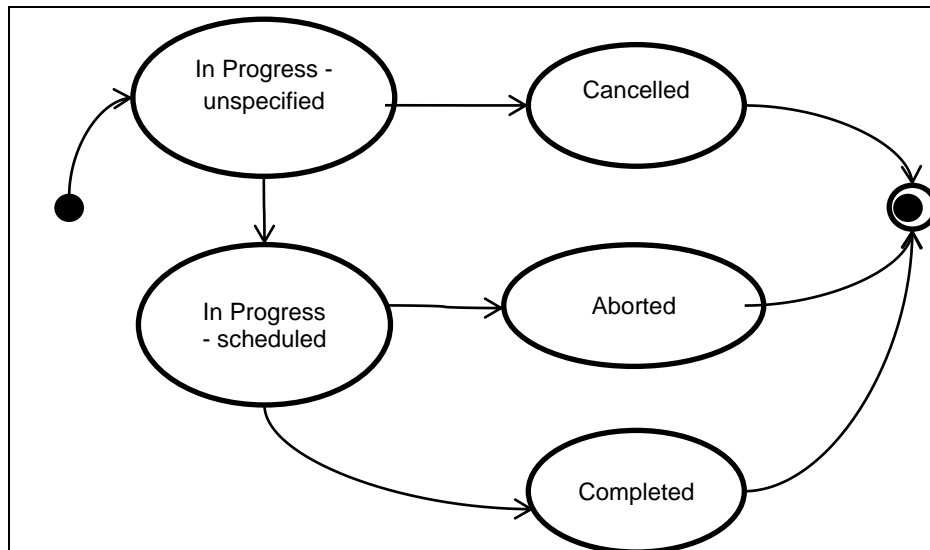 In Progress -
unspecified
Cancelled
In Progress
- scheduled
Aborted
Completed